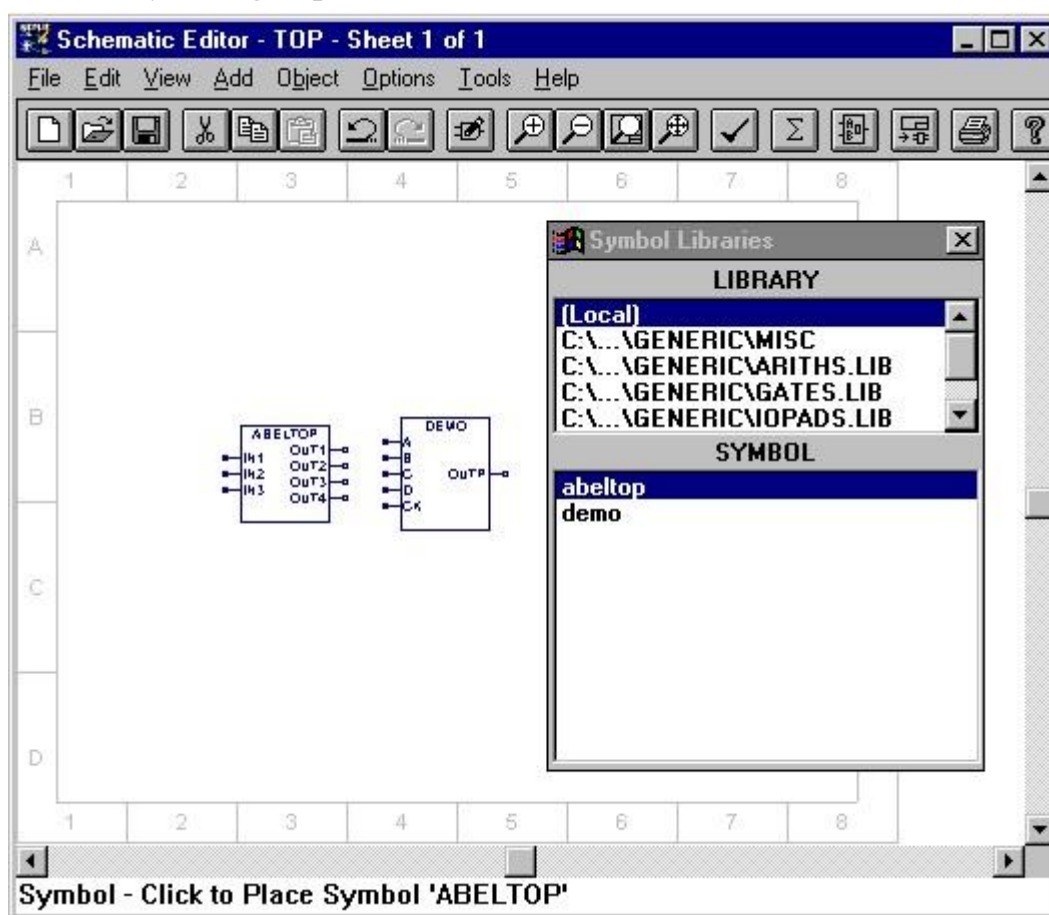 Schematic Editor - TOP - Sheet 1 of 1
File Edit View Add Object Options Tools Help
1 2 3 4 5 6 7 8
A
B
C
D
ABELTOP
IN1
IN2
IN3
OUT1
OUT2
OUT3
OUT4
DEMO
A
B
C
D
CK
OUTP
Symbol Libraries
LIBRARY
(Local)
C:\...\GENERIC\MISC
C:\...\GENERIC\ARITHS.LIB
C:\...\GENERIC\GATES.LIB
C:\...\GENERIC\IOPADS.LIB
SYMBOL
abeltop
demo
1 2 3 4 5 6 7 8
Symbol - Click to Place Symbol 'ABELTOP'